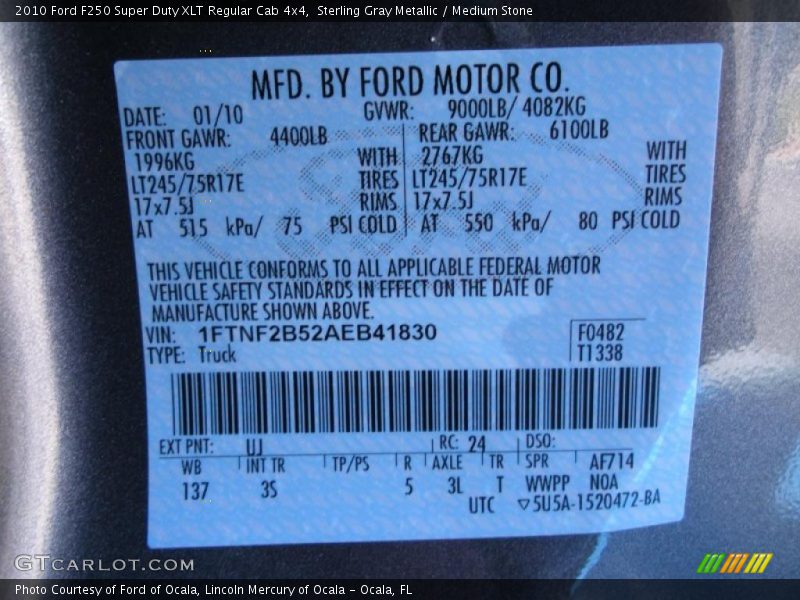 2010 Ford F250 Super Duty XLT Regular Cab 4x4,  Sterling Gray Metallic / Medium Stone
MFD. BY FORD MOTOR CO.
DATE: 01/10 GVWR: 9000LB/ 4082KG
FRONT GAWR: 4400LB REAR GAWR: 6100LB
1996KG WITH 2767KG WITH
LT245/75R17E TIRES LT245/75R17E TIRES
17x7.5J RIMS 17x7.5J RIMS
AT 515 kPa/ 75 PSI COLD AT 550 kPa/ 80 PSI COLD
THIS VEHICLE CONFORMS TO ALL APPLICABLE FEDERAL MOTOR
VEHICLE SAFETY STANDARDS IN EFFECT ON THE DATE OF
MANUFACTURE SHOWN ABOVE.
VIN: 1FTNF2B52AEB41830 F0482
TYPE: Truck T1338
EXT PNT: UJ RC: 24 DSO:
WB INT TR TP/PS R AXLE TR SPR AF714
137 3S 5 3L T WWPP NOA
UTC ▽5U5A-1520472-BA
GTCARLOT.COM
Photo Courtesy of Ford of Ocala, Lincoln Mercury of Ocala - Ocala, FL